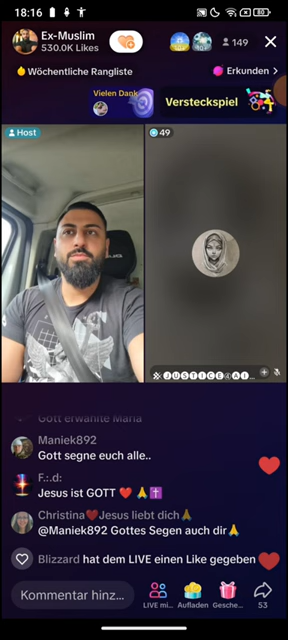 18:16
80
Ex-Muslim
530.0K Likes
149
Wöchentliche Rangliste
Erkunden >
Vielen Dank
Versteckspiel
Host
49
JUSTICE④AI...
Gott erwählte Maria
Maniek892
Gott segne euch alle..
F.:.d:
Jesus ist GOTT ❤️ 🙏✝️
Christina❤️Jesus liebt dich🙏
@Maniek892 Gottes Segen auch dir🙏
Blizzard hat dem LIVE einen Like gegeben
Kommentar hinz...
LIVE mi...
Aufladen
Gesche...
53